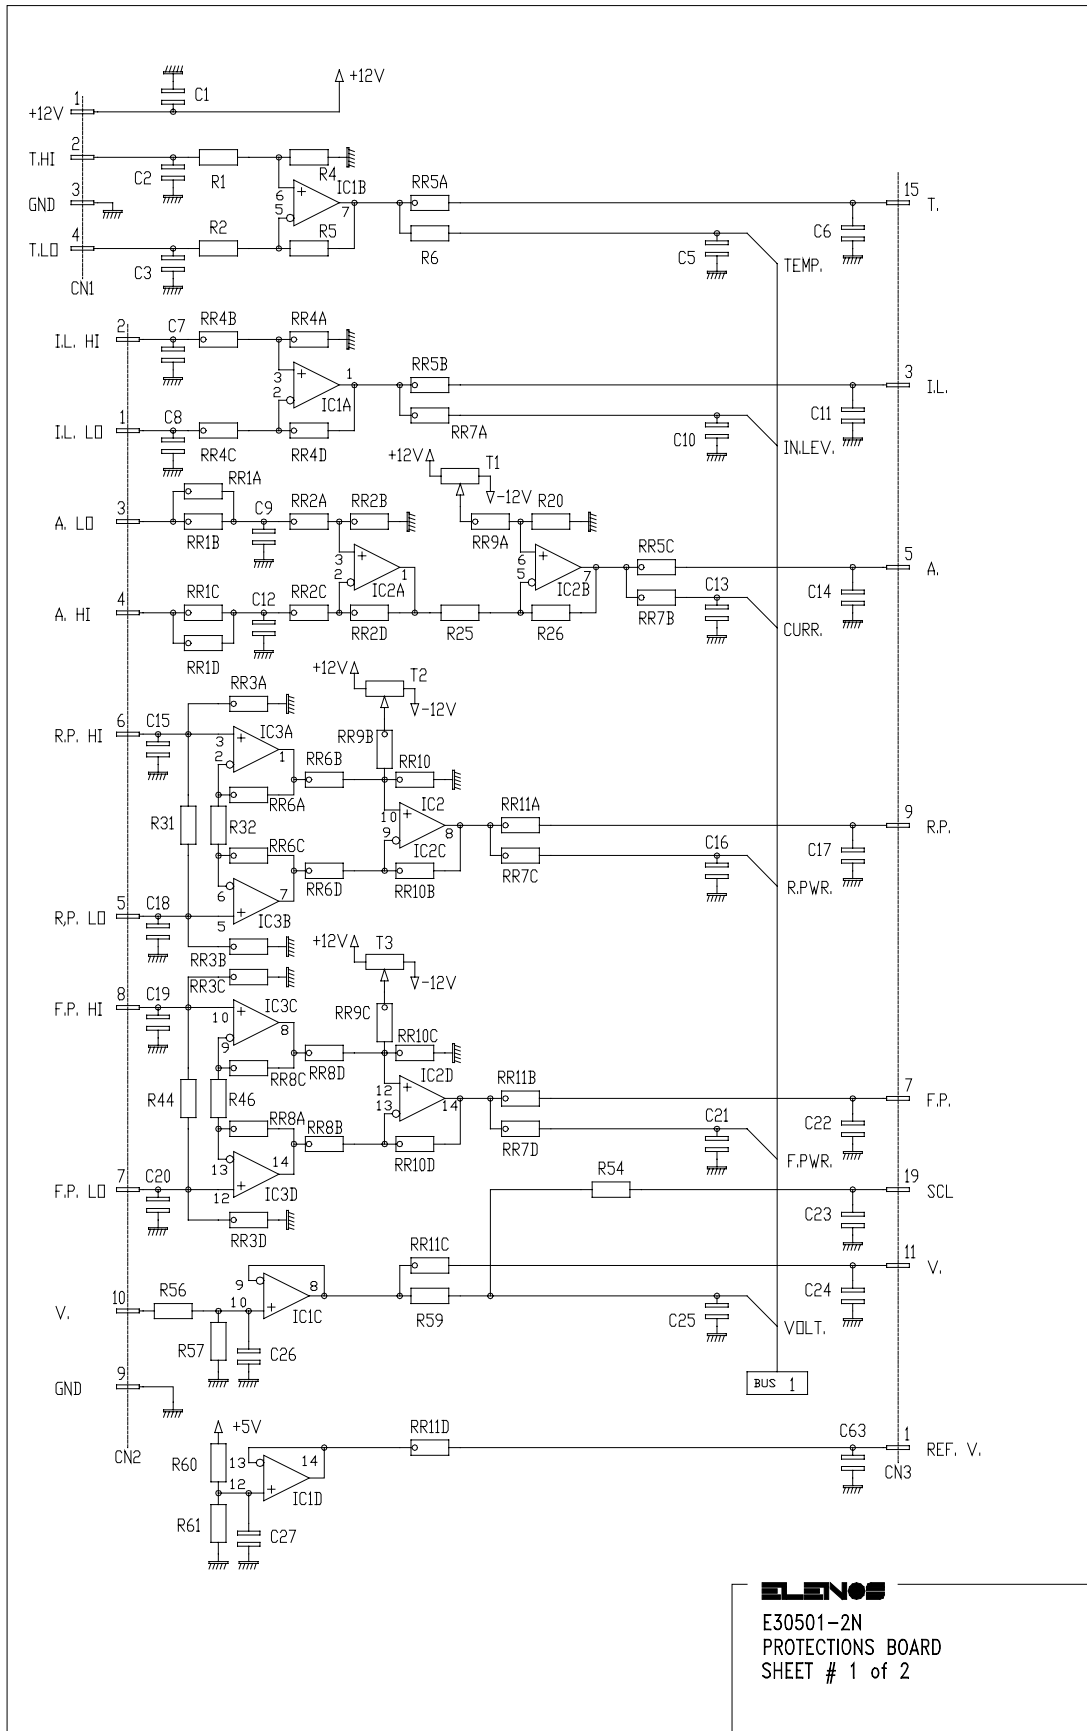 +12V
C1
1
+12V
2
T.HI
C2
R1
R4
3
GND
6
5
IC1B
7
RR5A
15
T.
4
T.LO
C3
R2
R5
R6
C5
C6
TEMP.
CN1
2
I.L. HI
C7
RR4B
RR4A
3
2
1
IC1A
RR5B
3
I.L.
1
I.L. LO
C8
RR4C
RR4D
RR7A
C10
C11
IN.LEV.
+12V
T1
-12V
RR1A
3
A. LO
RR1B
C9
RR2A
RR2B
RR9A
R20
3
2
1
IC2A
6
5
7
IC2B
RR5C
5
A.
4
A. HI
RR1C
RR1D
C12
RR2C
RR2D
R25
R26
RR7B
C13
C14
CURR.
+12V
T2
-12V
RR3A
6
R.P. HI
C15
3
2
1
IC3A
RR9B
RR6B
RR10
RR6A
R31
R32
RR6C
10
9
8
IC2
IC2C
RR11A
9
R.P.
6
5
7
IC3B
RR6D
RR10B
RR7C
C16
C17
R.PWR.
5
R,P. LO
C18
RR3B
RR3C
+12V
T3
-12V
8
F.P. HI
C19
10
9
8
IC3C
RR9C
RR8D
RR10C
RR8C
R44
R46
RR8A
12
13
14
IC2D
RR11B
7
F.P.
RR8B
RR10D
RR7D
C21
C22
F.PWR.
7
F.P. LO
C20
13
12
14
IC3D
RR3D
R54
19
SCL
C23
RR11C
11
V.
10
V.
R56
9
10
8
IC1C
R59
C25
C24
VOLT.
R57
C26
9
GND
BUS 1
+5V
CN2
R60
13
12
14
IC1D
RR11D
C63
1
REF. V.
CN3
R61
C27
ELENOS
E30501-2N
PROTECTIONS BOARD
SHEET # 1 of 2